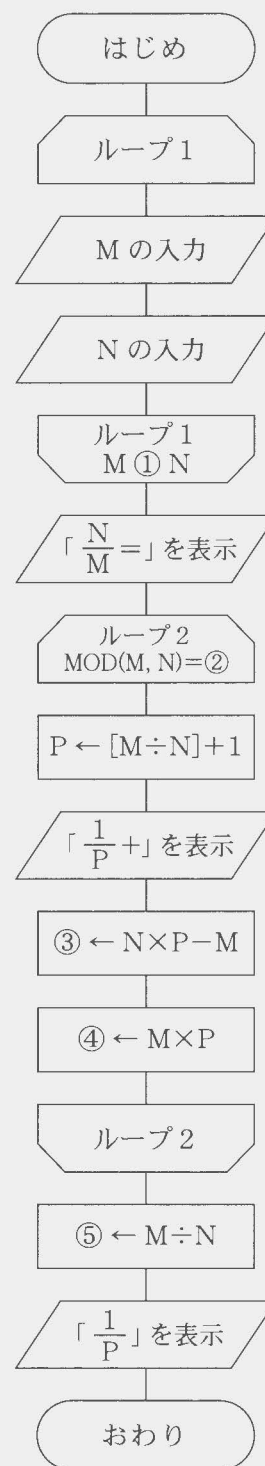 はじめ
ループ1
Mの入力
Nの入力
ループ1
M ① N
「N/M=」を表示
ループ2
MOD(M, N)=②
P←[M÷N]+1
「1/P+」を表示
③←N×P−M
④←M×P
ループ2
⑤←M÷N
「1/P」を表示
おわり